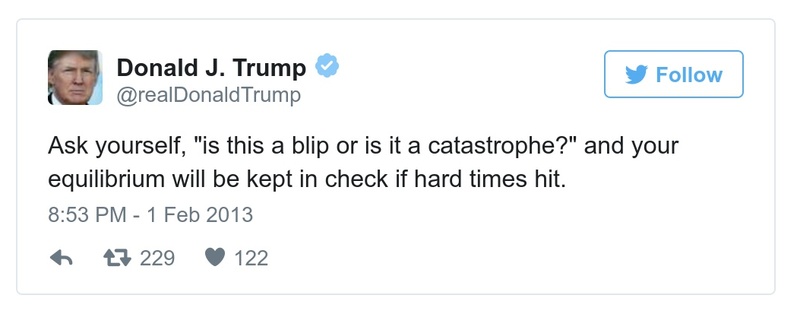 Donald J. Trump
@realDonaldTrump
Follow
Ask yourself, "is this a blip or is it a catastrophe?" and your
equilibrium will be kept in check if hard times hit.
8:53 PM - 1 Feb 2013
229 122